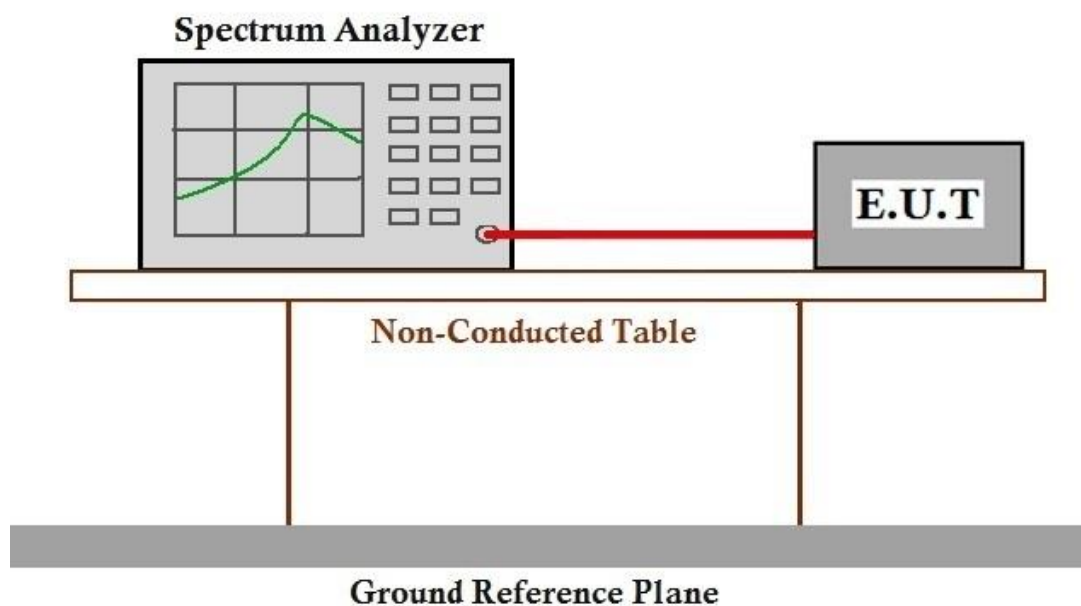 Spectrum Analyzer
E.U.T
Non-Conducted Table
Ground Reference Plane